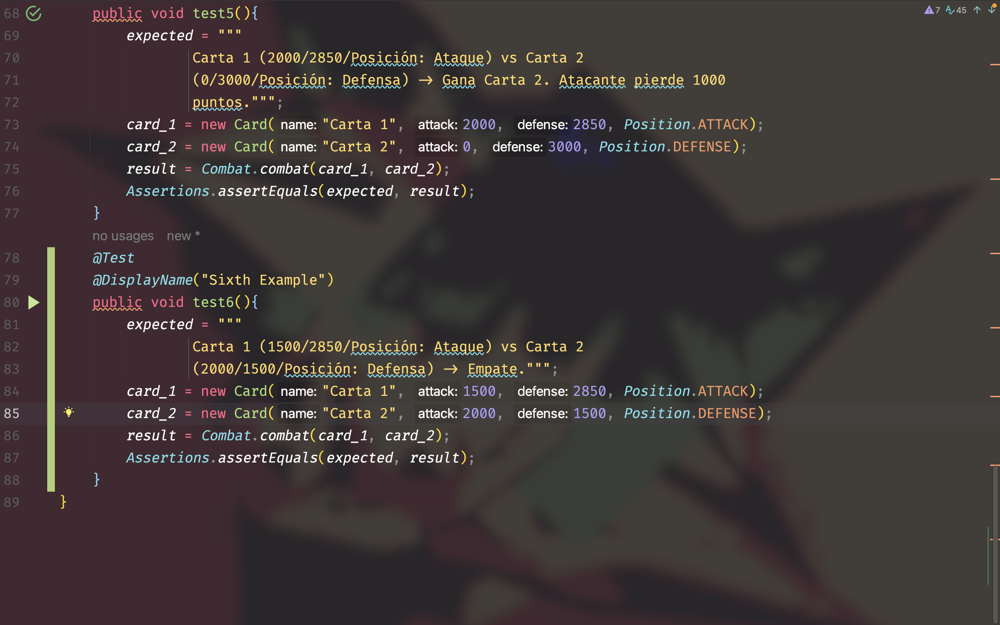 68 public void test5(){ 7 45
69 expected = """
70 Carta 1 (2000/2850/Posición: Ataque) vs Carta 2
71 (0/3000/Posición: Defensa) → Gana Carta 2. Atacante pierde 1000
72 puntos.""";
73 card_1 = new Card( name: "Carta 1", attack: 2000, defense: 2850, Position.ATTACK);
74 card_2 = new Card( name: "Carta 2", attack: 0, defense: 3000, Position.DEFENSE);
75 result = Combat.combat(card_1, card_2);
76 Assertions.assertEquals(expected, result);
77 }
no usages new *
78 @Test
79 @DisplayName("Sixth Example")
80 public void test6(){
81 expected = """
82 Carta 1 (1500/2850/Posición: Ataque) vs Carta 2
83 (2000/1500/Posición: Defensa) → Empate.""";
84 card_1 = new Card( name: "Carta 1", attack: 1500, defense: 2850, Position.ATTACK);
85 card_2 = new Card( name: "Carta 2", attack: 2000, defense: 1500, Position.DEFENSE);
86 result = Combat.combat(card_1, card_2);
87 Assertions.assertEquals(expected, result);
88 }
89 }